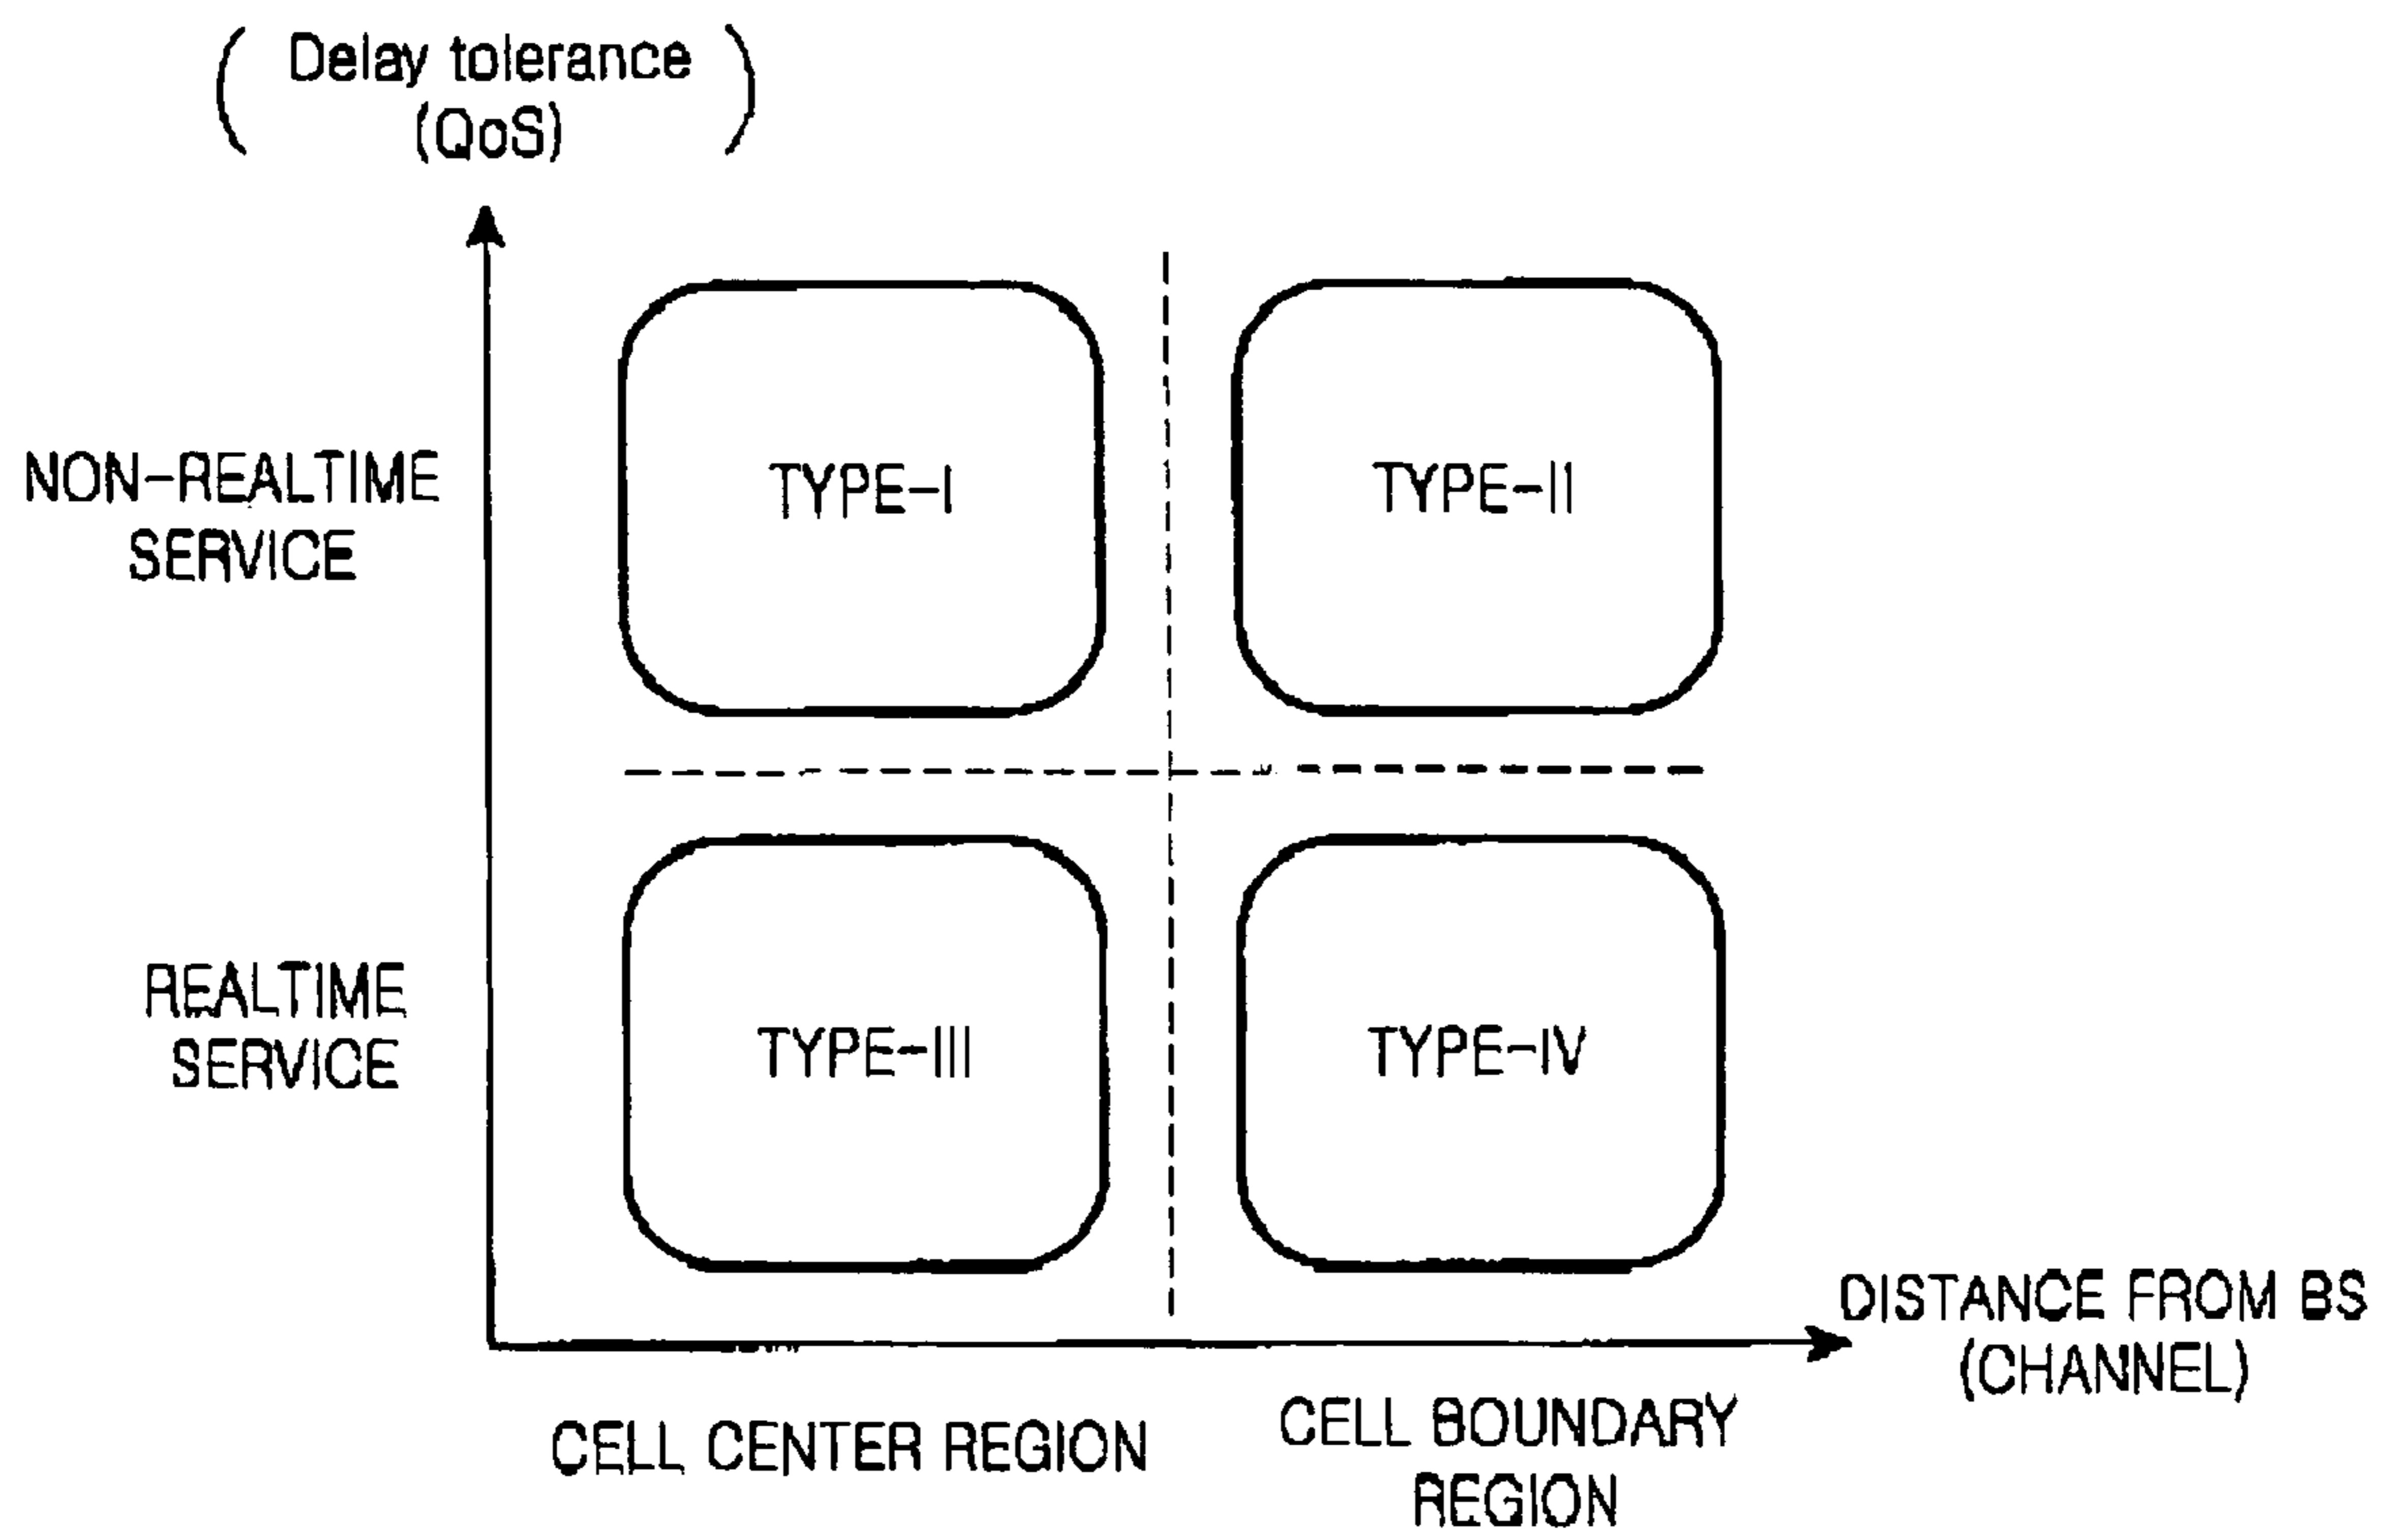 Delay tolerance
(QoS)
NON-REALTIME
SERVICE
TYPE-I
TYPE-II
REALTIME
SERVICE
TYPE-III
TYPE-IV
DISTANCE FROM BS
(CHANNEL)
CELL CENTER REGION
CELL BOUNDARY
REGION